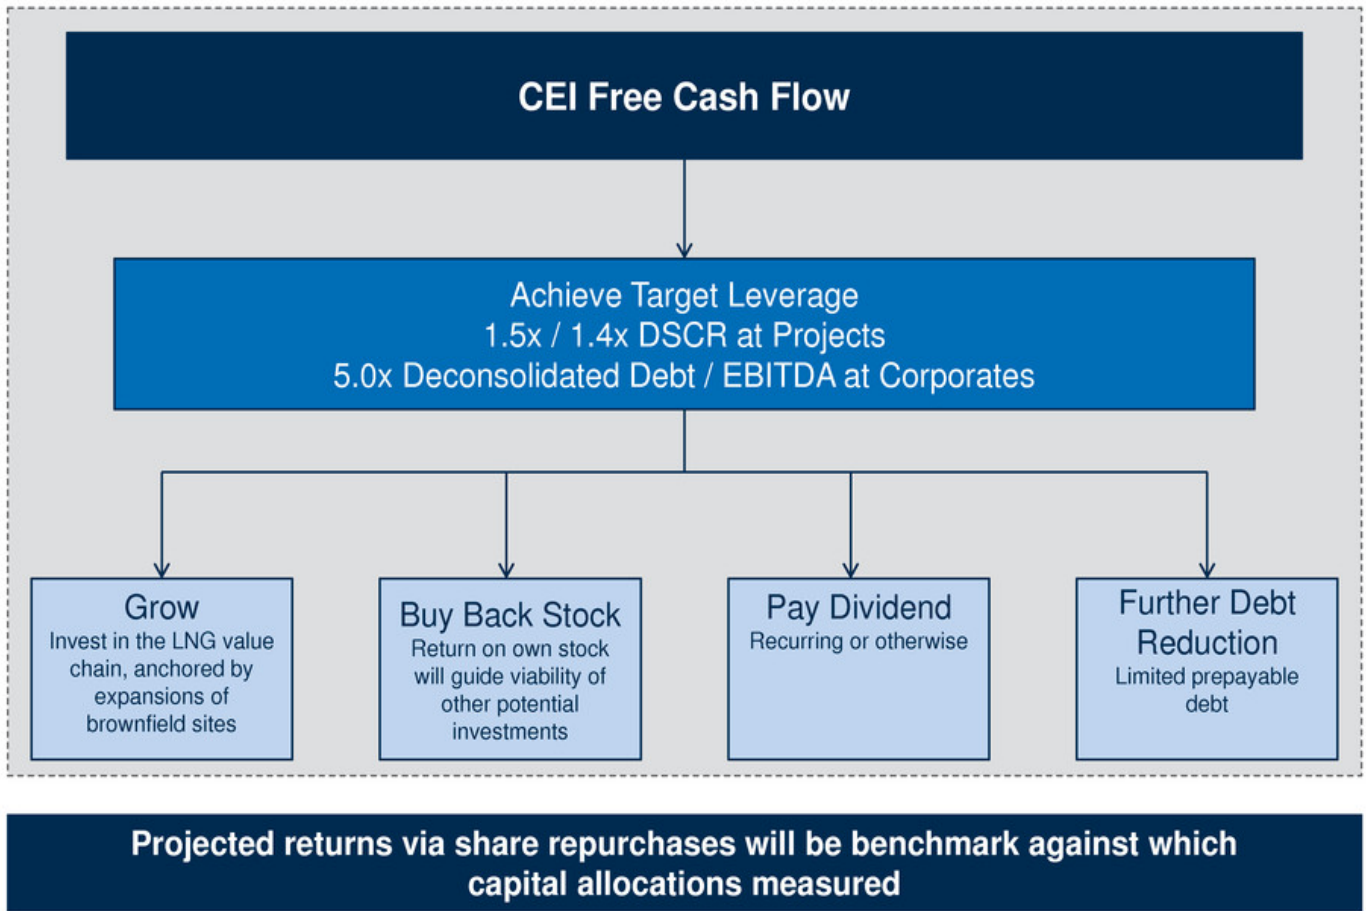 CEI Free Cash Flow
Achieve Target Leverage
1.5x / 1.4x DSCR at Projects
5.0x Deconsolidated Debt / EBITDA at Corporates
Grow
Invest in the LNG value
chain, anchored by
expansions of
brownfield sites
Buy Back Stock
Return on own stock
will guide viability of
other potential
investments
Pay Dividend
Recurring or otherwise
Further Debt
Reduction
Limited prepayable
debt
Projected returns via share repurchases will be benchmark against which
capital allocations measured